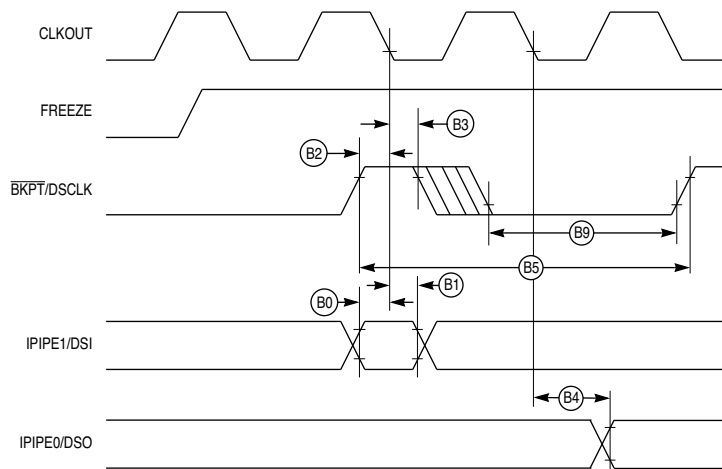 CLKOUT
FREEZE
B3
B2
BKPT/DSCLK
B9
B5
B1
B0
IPIPE1/DSI
B4
IPIPE0/DSO